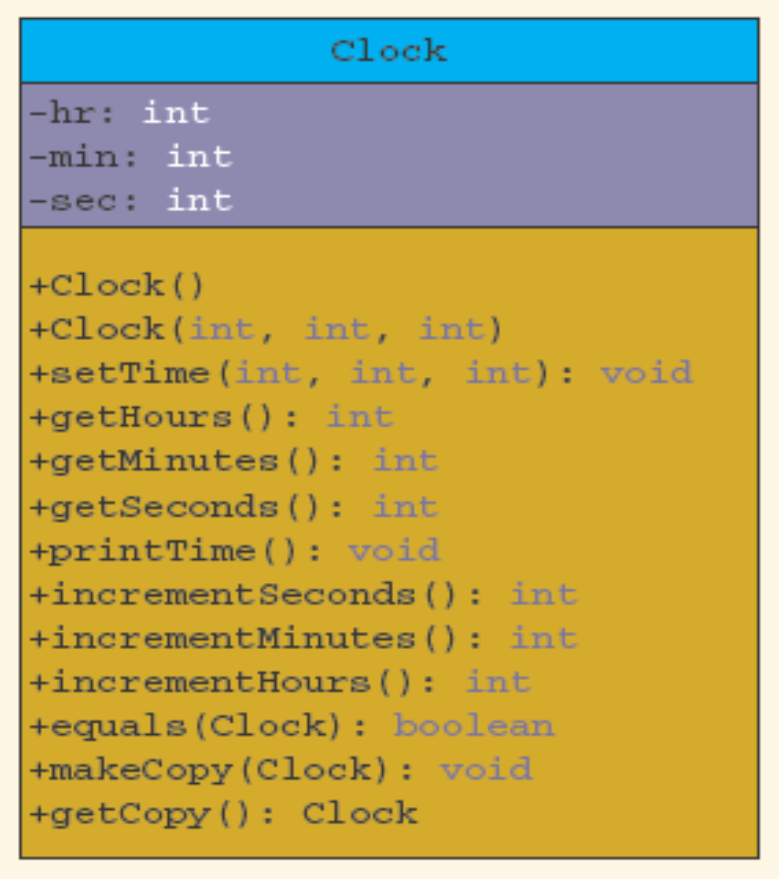 Clock
-hr: int
-min: int
-sec: int
+Clock()
+Clock(int, int, int)
+setTime(int, int, int): void
+getHours(): int
+getMinutes(): int
+getSeconds(): int
+printTime(): void
+incrementSeconds(): int
+incrementMinutes(): int
+incrementHours(): int
+equals(Clock): boolean
+makeCopy(Clock): void
+getCopy(): Clock